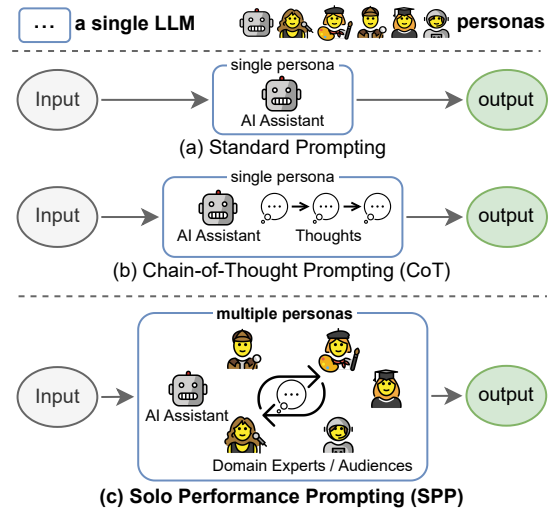 ... a single LLM personas
single persona
Input AI Assistant output
(a) Standard Prompting
single persona
Input ... ... ... output
AI Assistant Thoughts
(b) Chain-of-Thought Prompting (CoT)
multiple personas
Input ... output
AI Assistant
Domain Experts / Audiences
(c) Solo Performance Prompting (SPP)